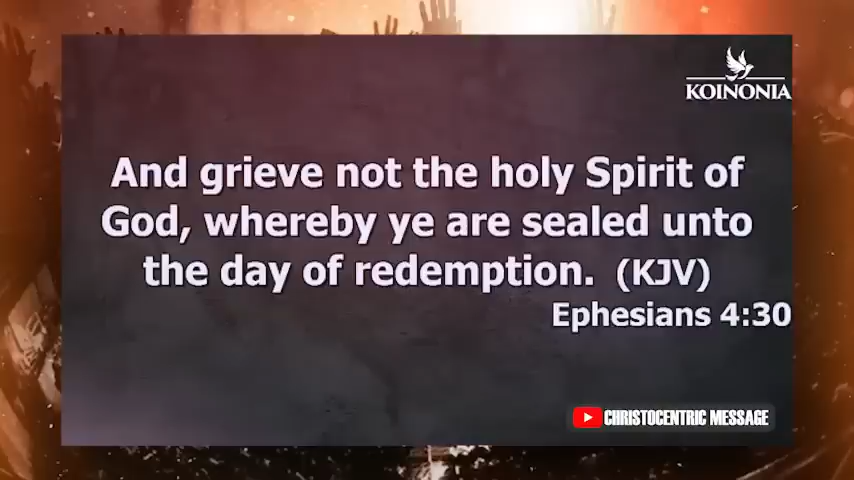 KOINONIA
And grieve not the holy Spirit of
God, whereby ye are sealed unto
the day of redemption. (KJV)
Ephesians 4:30
CHRISTOCENTRIC MESSAGE